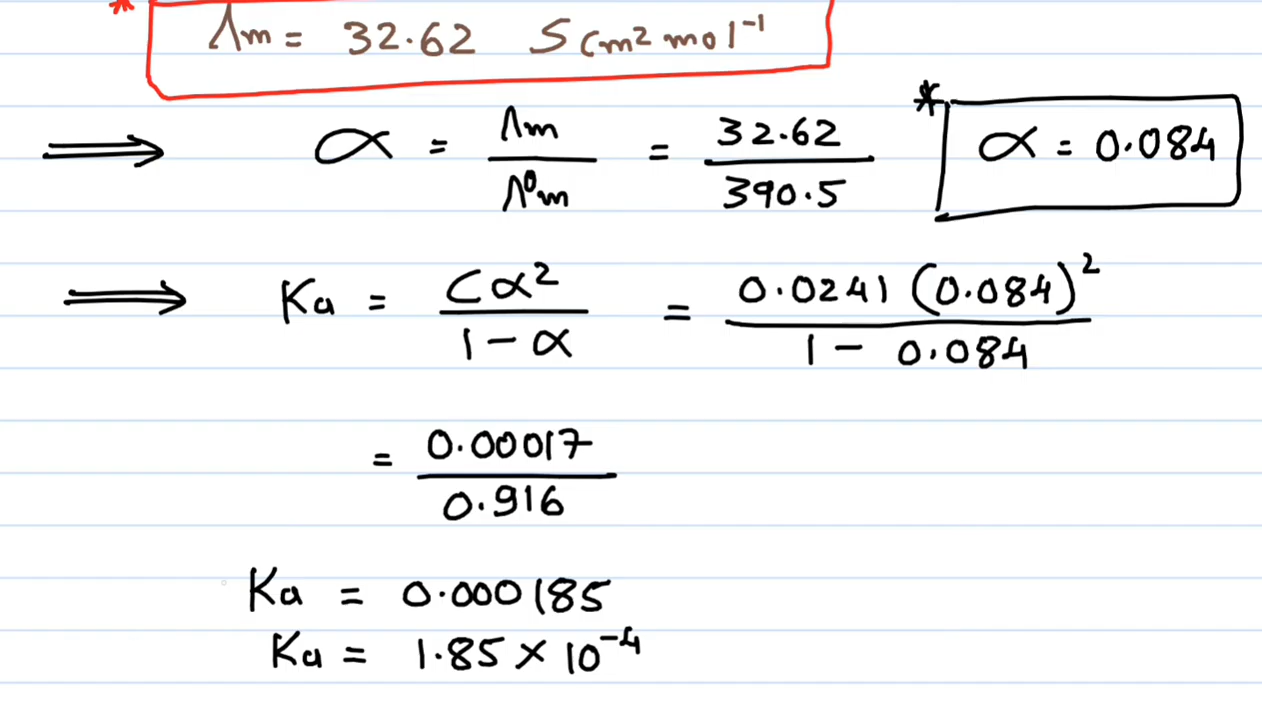 * Λm = 32.62 S cm² mol⁻¹
⟹ α = Λm / Λ⁰m = 32.62 / 390.5 * α = 0.084
⟹ Ka = Cα² / 1 - α = 0.0241 (0.084)² / 1 - 0.084
= 0.00017 / 0.916
Ka = 0.000185
Ka = 1.85 × 10⁻⁴